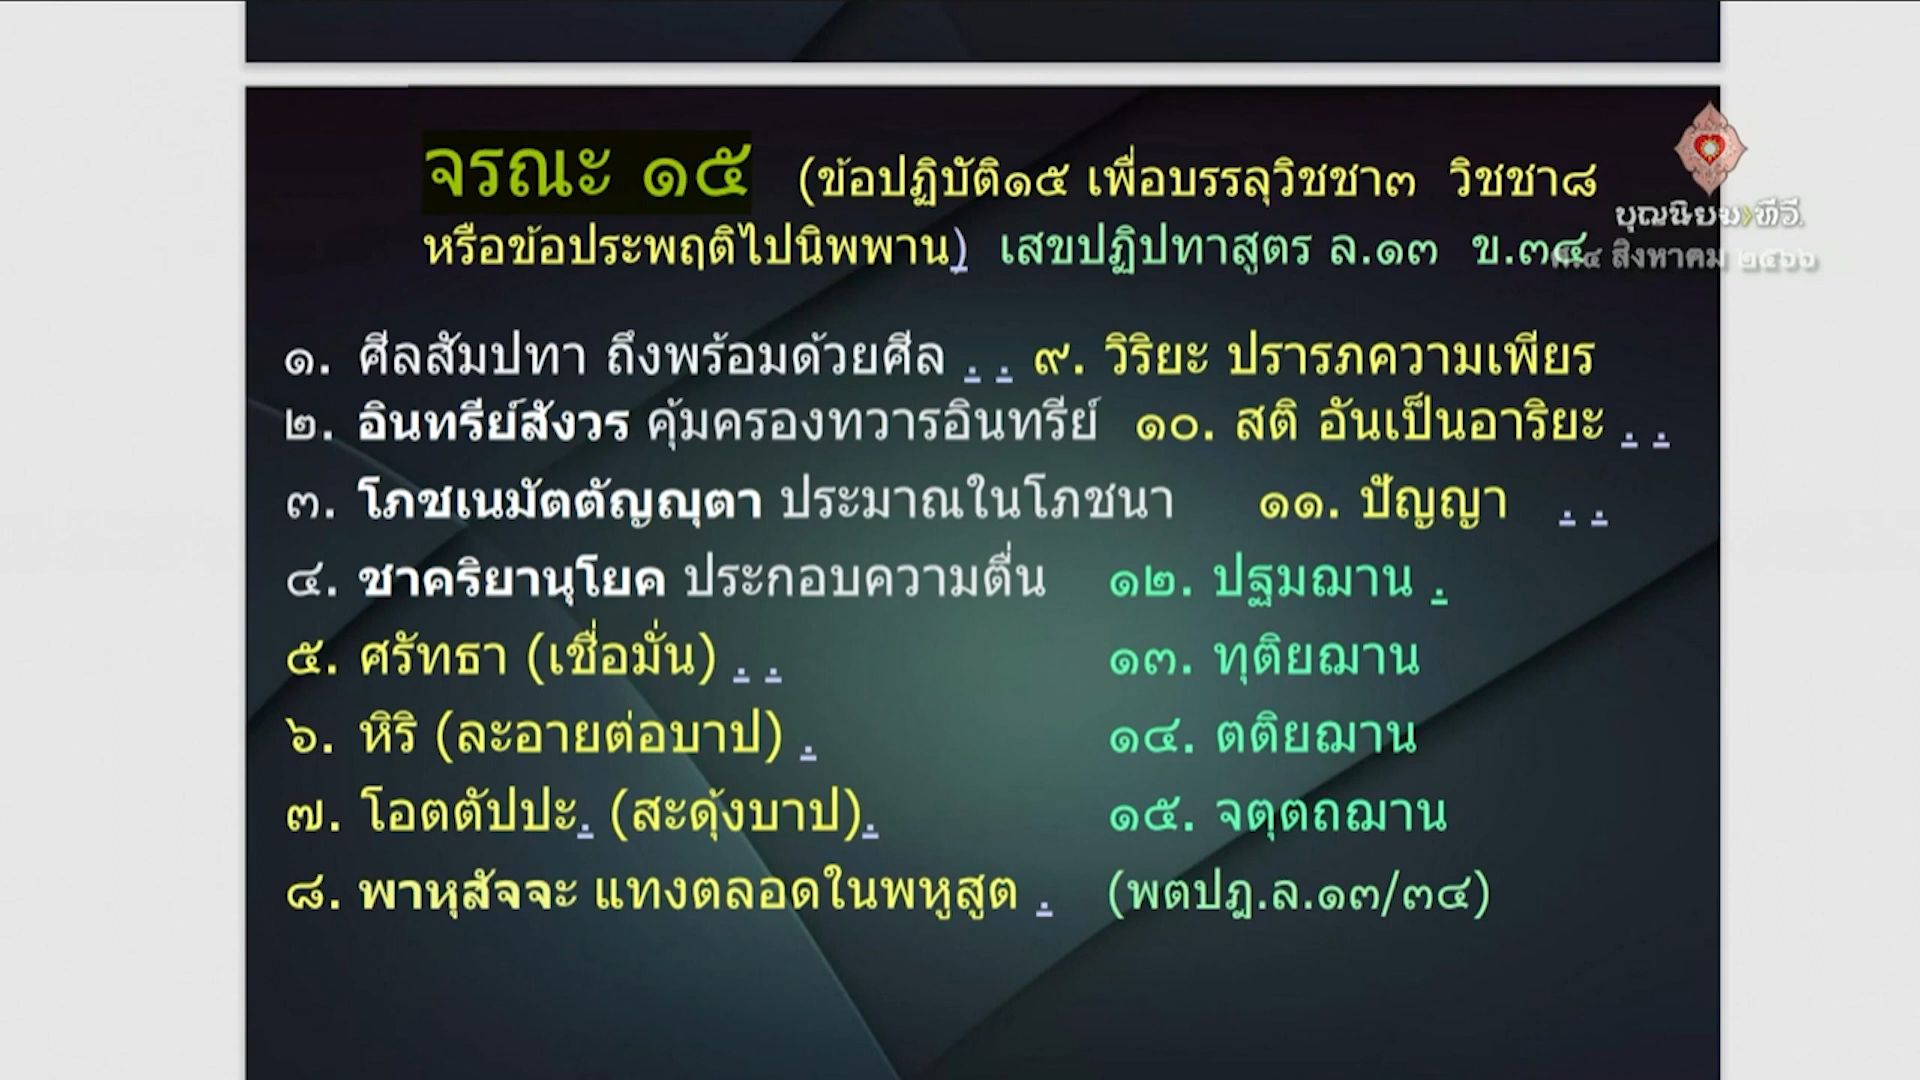 จรณะ ๑๕ (ข้อปฏิบัติ๑๕ เพื่อบรรลุวิชชา๓ วิชชา๘
หรือข้อประพฤติไปนิพพาน) เสขปฏิปทาสูตร ล.๑๓ ข.๓๔
บุญนิยม ทีวี
๔ สิงหาคม ๒๕๖๖
๑. ศีลสัมปทา ถึงพร้อมด้วยศีล . .
๒. อินทรีย์สังวร คุ้มครองทวารอินทรีย์
๓. โภชเนมัตตัญญุตา ประมาณในโภชนา
๔. ชาคริยานุโยค ประกอบความตื่น
๕. ศรัทธา (เชื่อมั่น) . .
๖. หิริ (ละอายต่อบาป) .
๗. โอตตัปปะ. (สะดุ้งบาป).
๘. พาหุสัจจะ แทงตลอดในพหูสูต .
๙. วิริยะ ปรารภความเพียร
๑๐. สติ อันเป็นอาริยะ . .
๑๑. ปัญญา . .
๑๒. ปฐมฌาน .
๑๓. ทุติยฌาน
๑๔. ตติยฌาน
๑๕. จตุตถฌาน
(พตปฎ.ล.๑๓/๓๔)